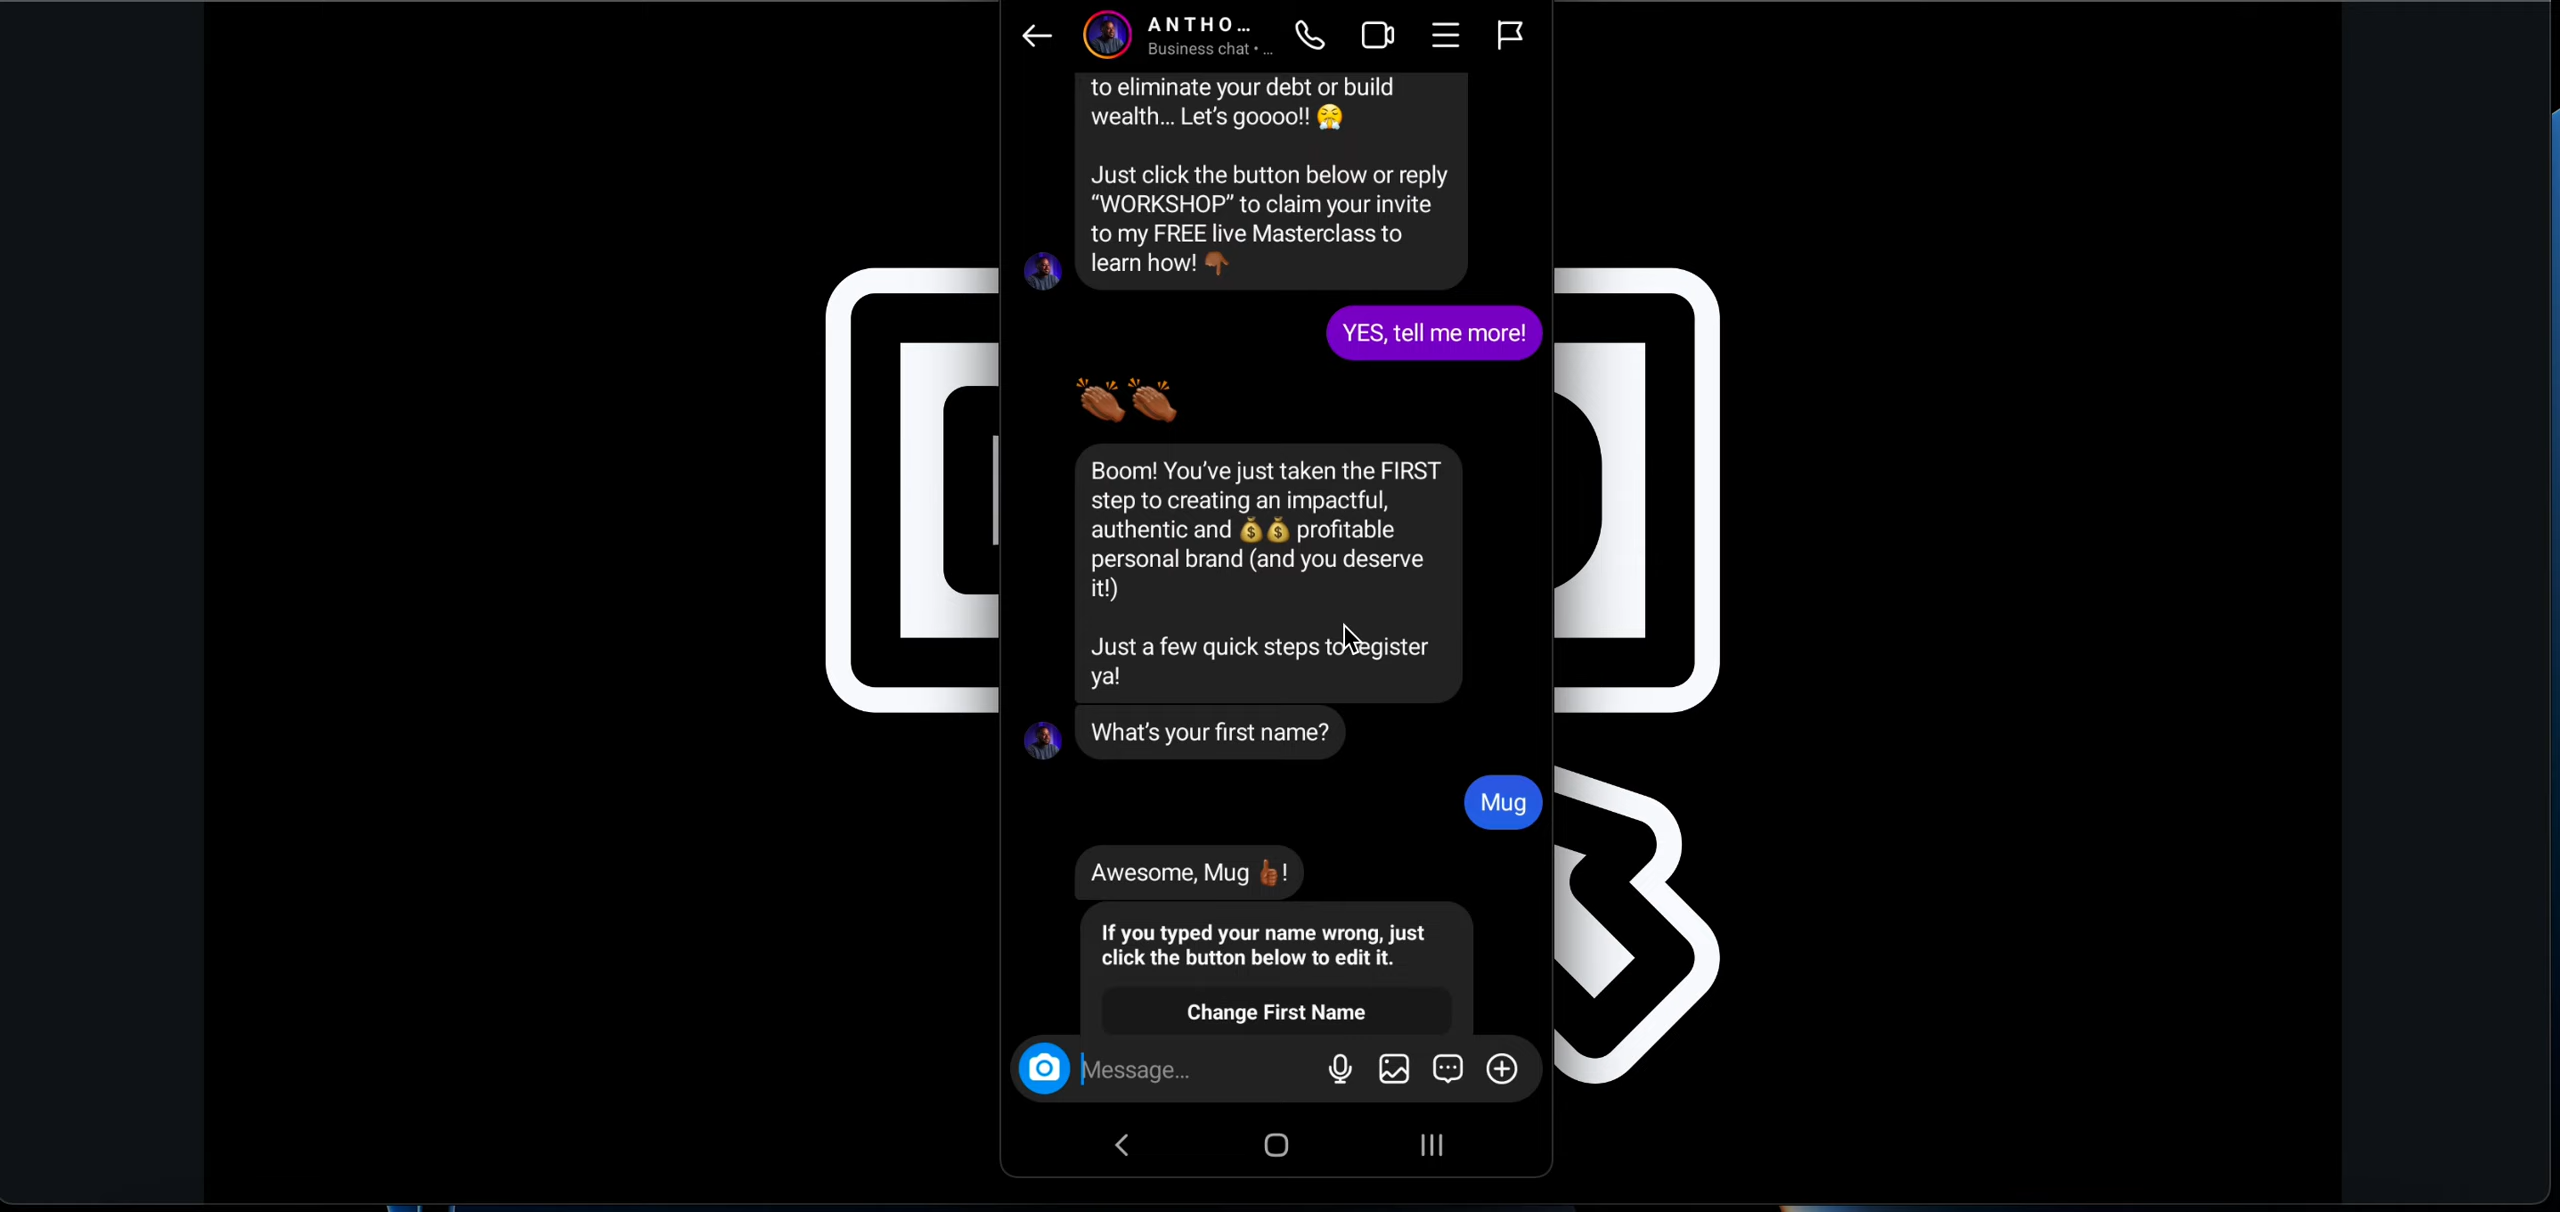 ANTHO...
Business chat • ...
to eliminate your debt or build
wealth... Let's goooo!! 😤
Just click the button below or reply
“WORKSHOP” to claim your invite
to my FREE live Masterclass to
learn how! 👇🏾
YES, tell me more!
👏🏾👏🏾
Boom! You've just taken the FIRST
step to creating an impactful,
authentic and 💰💰 profitable
personal brand (and you deserve
it!)
Just a few quick steps to register
ya!
What's your first name?
Mug
Awesome, Mug 👍🏾!
If you typed your name wrong, just
click the button below to edit it.
Change First Name
Message...